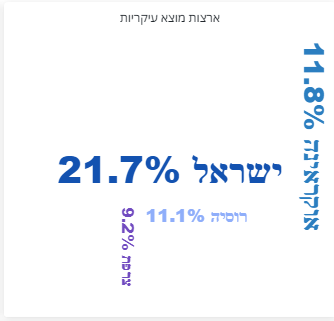 ארצות מוצא עיקריות
אוקראינה 11.8%
ישראל 21.7%
רוסיה 11.1%
צרפת 9.2%